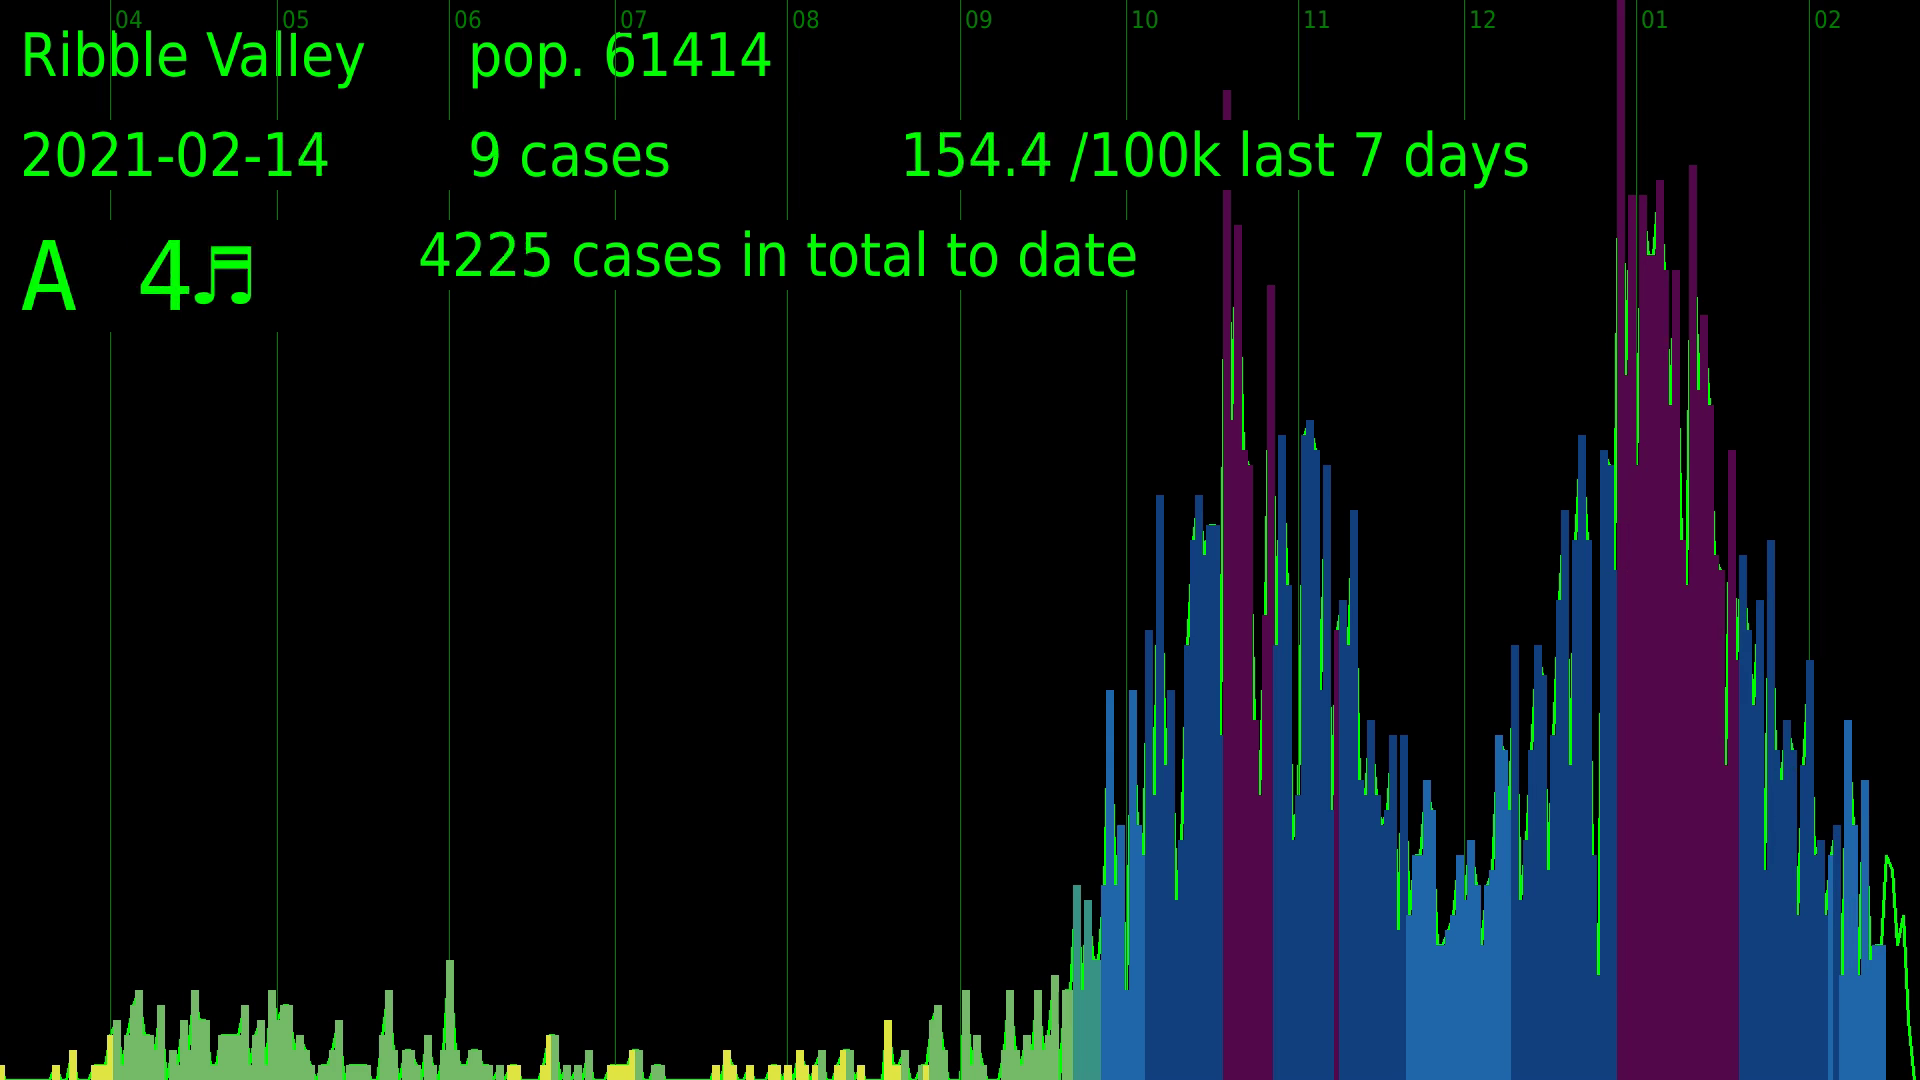 04 05 06 07 08 09 10 11 12 01 02
Ribble Valley pop. 61414
2021-02-14 9 cases 154.4 /100k last 7 days
A 4♬ 4225 cases in total to date